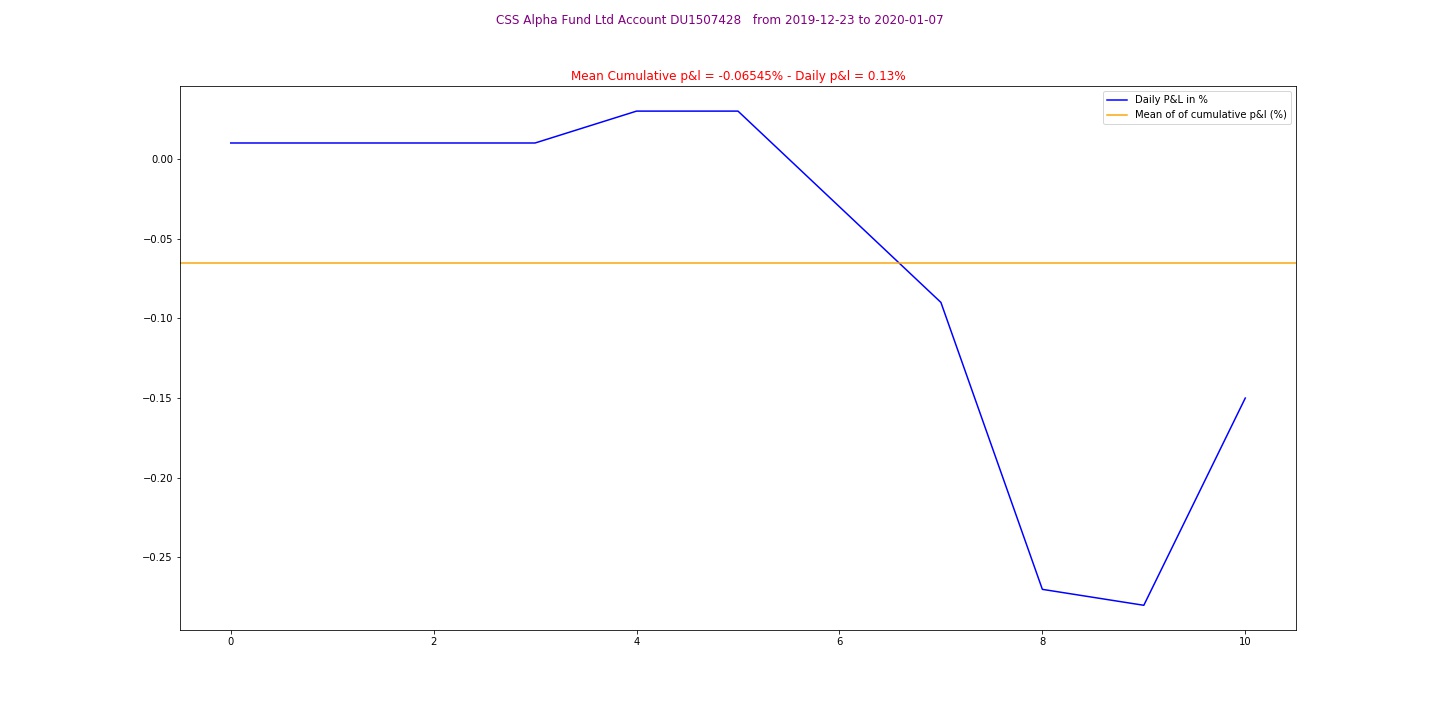 CSS Alpha Fund Ltd Account DU1507428 from 2019-12-23 to 2020-01-07
Mean Cumulative p&l = -0.06545% - Daily p&l = 0.13%
Daily P&L in %
Mean of of cumulative p&l (%)
0.00
−0.05
−0.10
−0.15
−0.20
−0.25
0 2 4 6 8 10